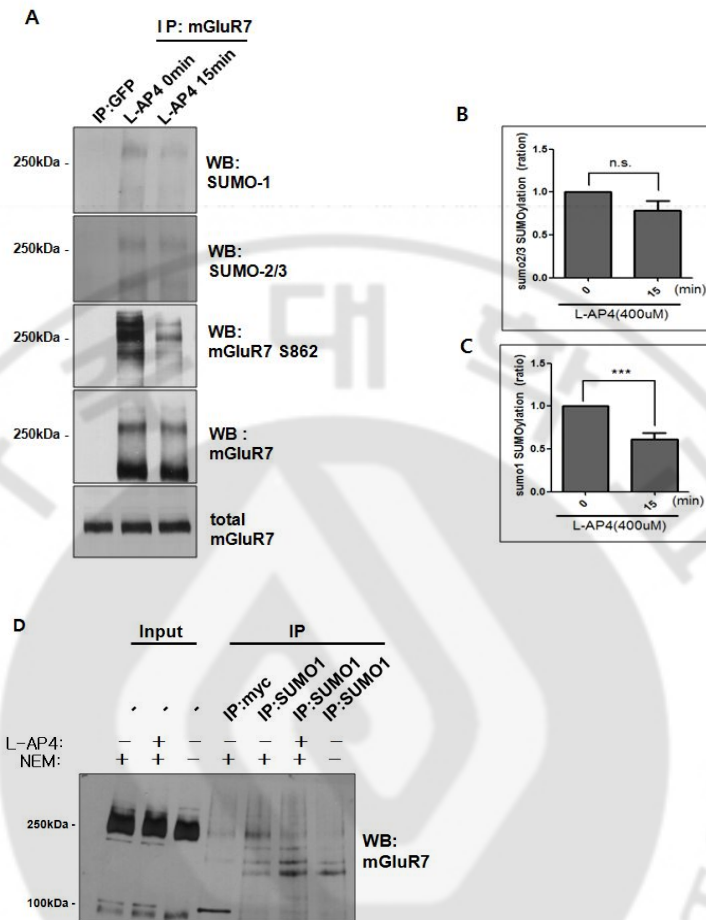 A
IP: mGluR7
IP:GFP
L-AP4 0min
L-AP4 15min
250kDa -
WB:
SUMO-1
250kDa -
WB:
SUMO-2/3
250kDa -
WB:
mGluR7 S862
250kDa -
WB :
mGluR7
total
mGluR7
B
sumo2/3 SUMOylation (ration)
1.5
1.0
0.5
0.0
n.s.
0
15
(min)
L-AP4(400uM)
C
sumo1 SUMOylation (ratio)
1.5
1.0
0.5
0.0
***
0
15
(min)
L-AP4(400uM)
D
Input
IP
- - - IP:myc IP:SUMO1 IP:SUMO1 IP:SUMO1
L-AP4: − + − − − + −
NEM: + + − + + + −
250kDa -
WB:
mGluR7
100kDa -